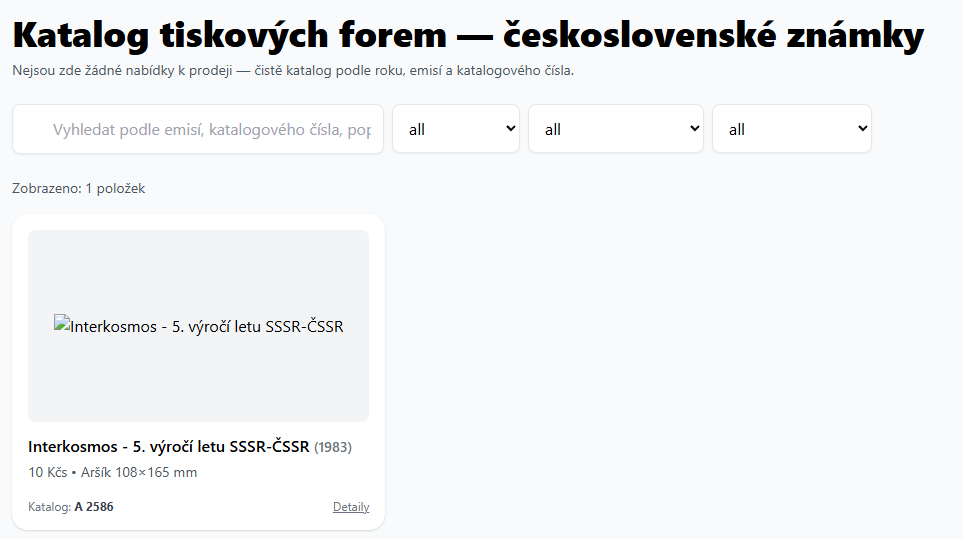 Katalog tiskových forem — československé známky
Nejsou zde žádné nabídky k prodeji — čistě katalog podle roku, emisí a katalogového čísla.
Vyhledat podle emisí, katalogového čísla, pop
all
all
all
Zobrazeno: 1 položek
Interkosmos - 5. výročí letu SSSR-ČSSR
Interkosmos - 5. výročí letu SSSR-ČSSR (1983)
10 Kčs • Aršík 108×165 mm
Katalog: A 2586
Detaily